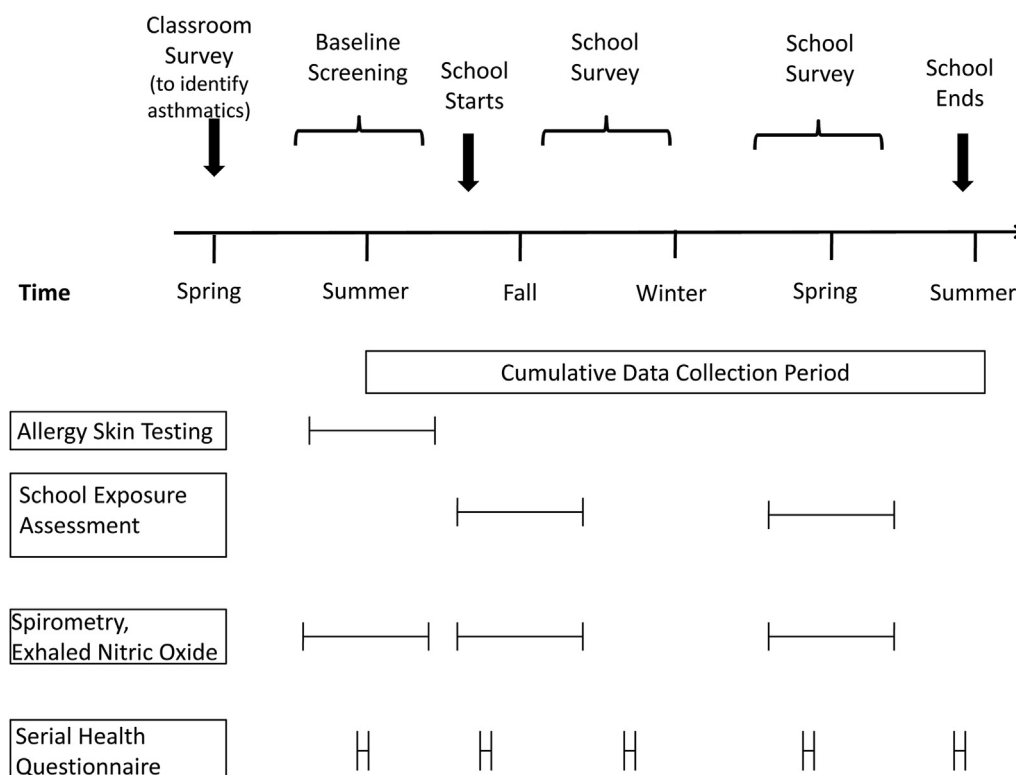 Classroom
Survey
(to identify
asthmatics)
Baseline
Screening
School
Starts
School
Survey
School
Survey
School
Ends
Time
Spring
Summer
Fall
Winter
Spring
Summer
Cumulative Data Collection Period
Allergy Skin Testing
School Exposure
Assessment
Spirometry,
Exhaled Nitric Oxide
Serial Health
Questionnaire